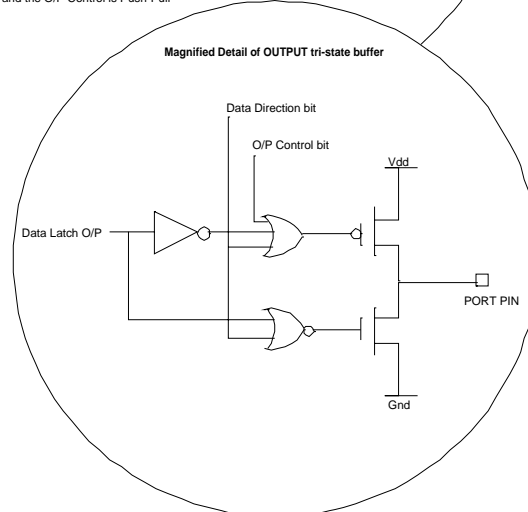 and the O/P Control is Push-Pull
Magnified Detail of OUTPUT tri-state buffer
Data Direction bit
O/P Control bit
Vdd
Data Latch O/P
PORT PIN
Gnd